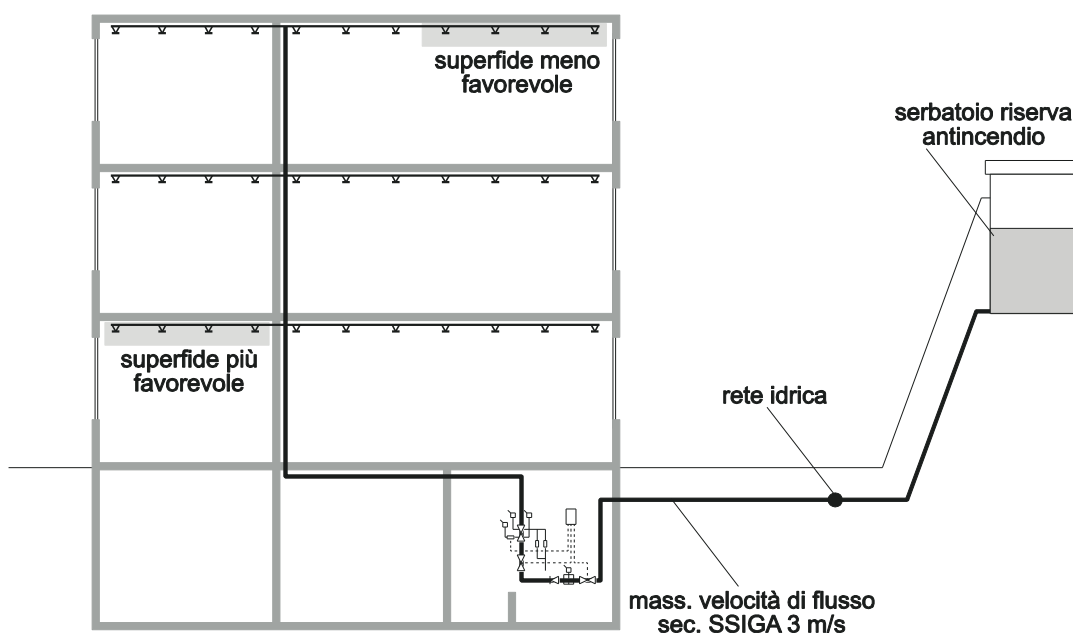 superfide meno
favorevole
serbatoio riserva
antincendio
superfide più
favorevole
rete idrica
mass. velocità di flusso
sec. SSIGA 3 m/s